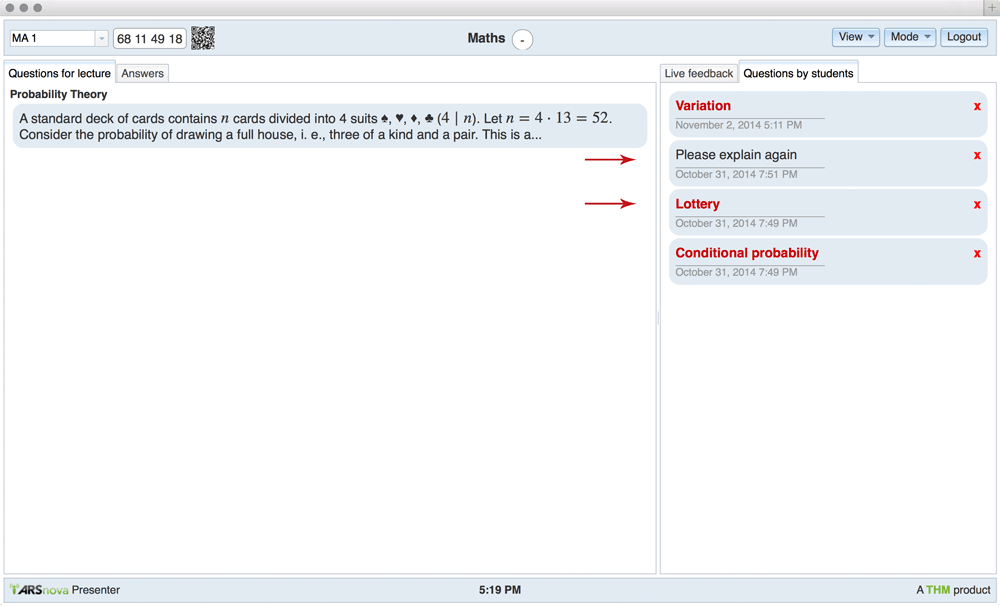 MA 1
68 11 49 18
Maths
-
View
Mode
Logout
Questions for lecture
Answers
Probability Theory
A standard deck of cards contains n cards divided into 4 suits ♠, ♥, ♦, ♣ (4 | n). Let n = 4 · 13 = 52.
Consider the probability of drawing a full house, i. e., three of a kind and a pair. This is a...
Live feedback
Questions by students
Variation x
November 2, 2014 5:11 PM
Please explain again x
October 31, 2014 7:51 PM
Lottery x
October 31, 2014 7:49 PM
Conditional probability x
October 31, 2014 7:49 PM
ARSnova Presenter
5:19 PM
A THM product